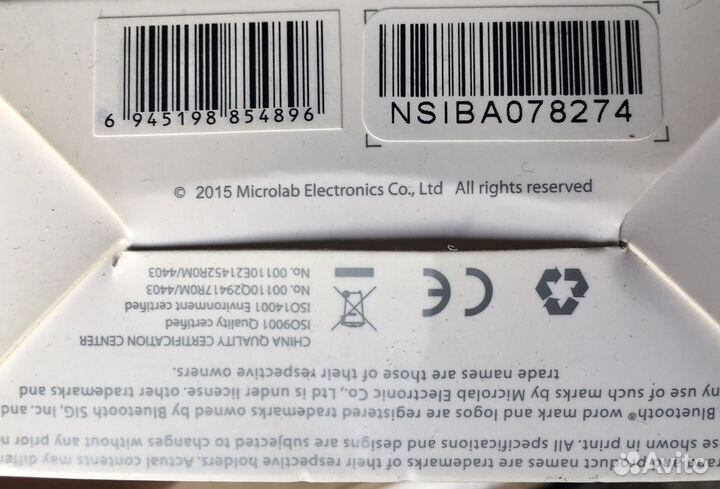 6 945198 854896
NSIBA078274
© 2015 Microlab Electronics Co., Ltd All rights reserved
CHINA QUALITY CERTIFICATION CENTER
ISO9001 Quality certified
ISO14001 Environment certified
No. 00110Q29417R0M/4403
No. 00110E21452R0M/4403
CE
product names are trademarks of their respective holders. Actual contents may differ
se shown in print. All designs and specifications are subjected to changes without any prior
Bluetooth® word mark and logos are registered trademarks owned by Bluetooth SIG, Inc. and
any use of such marks by Microlab Electronic Co., Ltd is under license. other trademarks and
trade names are those of their respective owners.
Avito